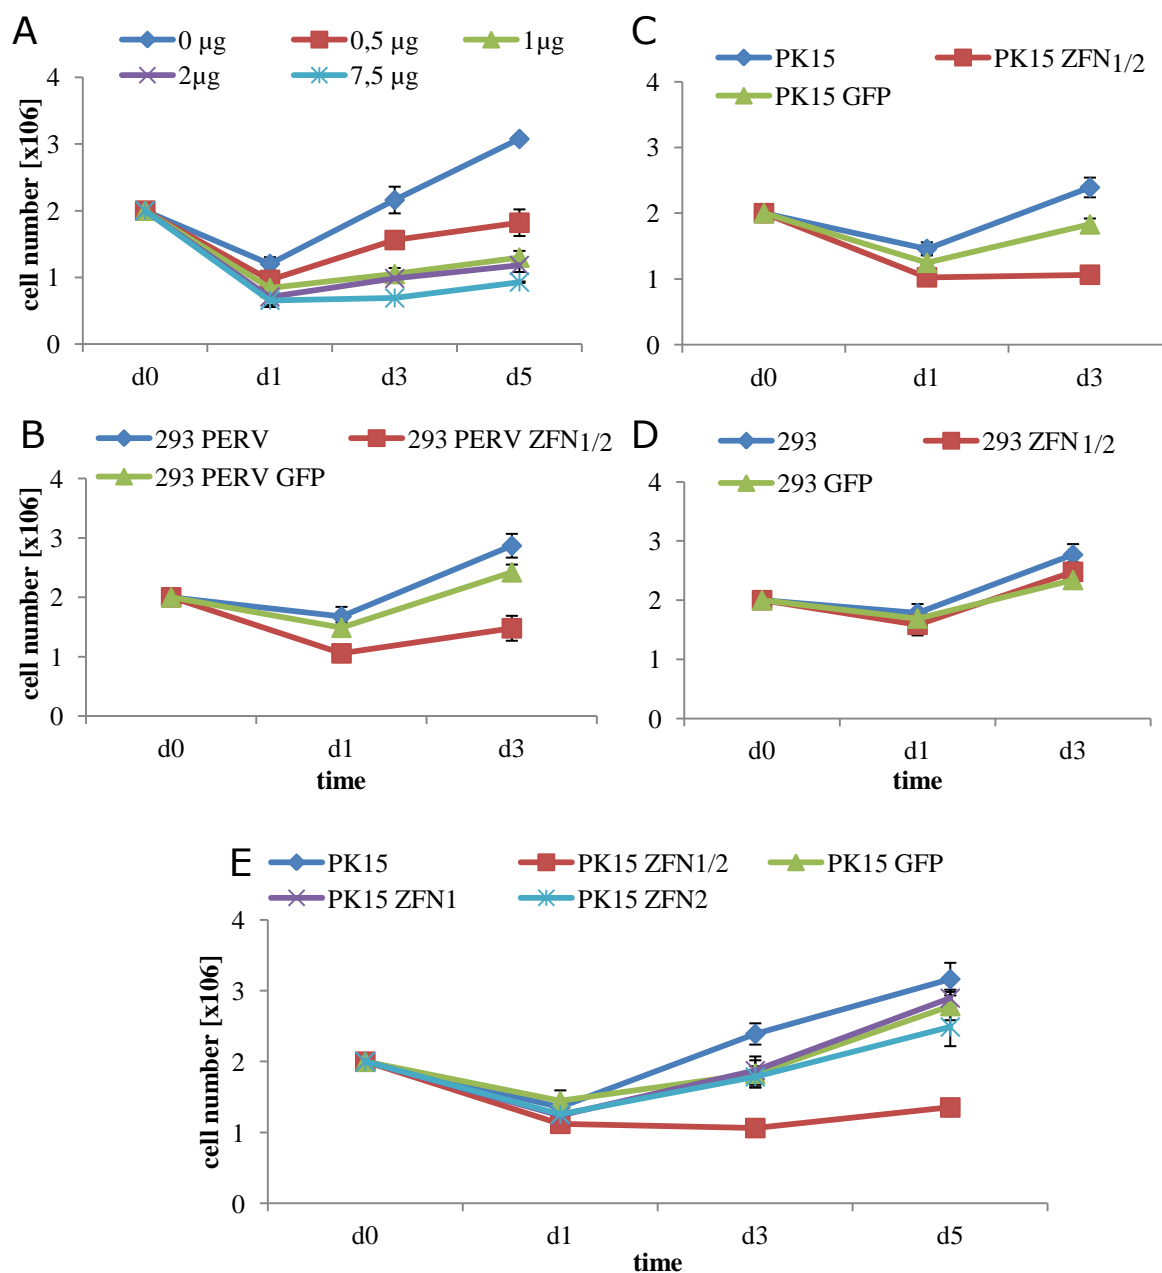 A
0 μg 0,5 μg 1μg
2μg 7,5 μg
cell number [x106]
4
3
2
1
0
d0 d1 d3 d5
C
PK15 PK15 ZFN1/2
PK15 GFP
4
3
2
1
0
d0 d1 d3
B
293 PERV 293 PERV ZFN1/2
293 PERV GFP
cell number [x106]
4
3
2
1
0
d0 d1 d3
time
D
293 293 ZFN1/2
293 GFP
4
3
2
1
0
d0 d1 d3
time
E
PK15 PK15 ZFN1/2 PK15 GFP
PK15 ZFN1 PK15 ZFN2
cell number [x106]
4
3
2
1
0
d0 d1 d3 d5
time